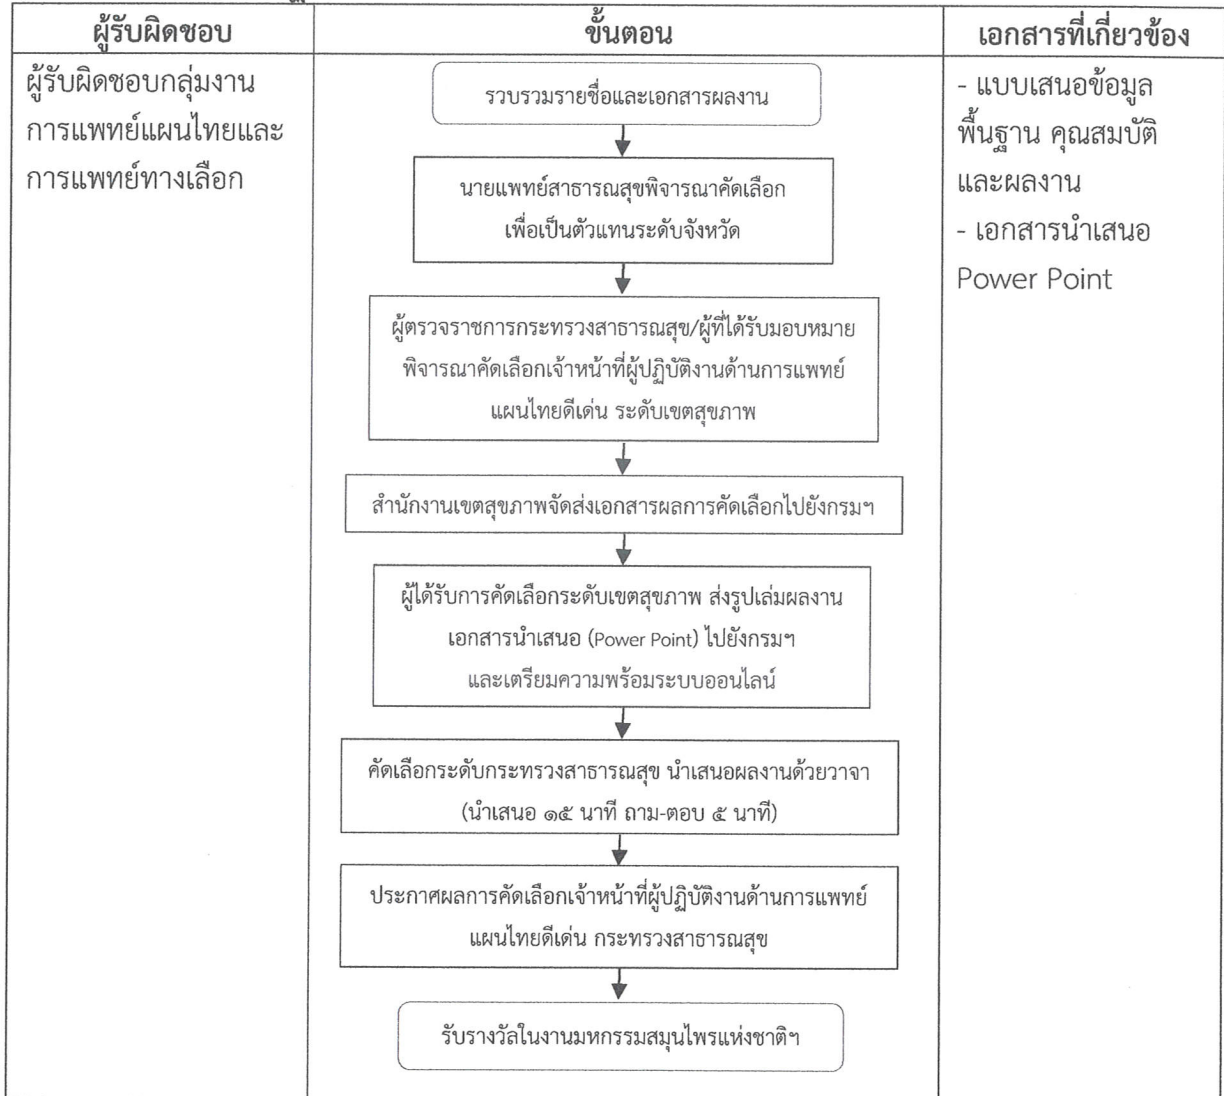 ผู้รับผิดชอบ
ขั้นตอน
เอกสารที่เกี่ยวข้อง
ผู้รับผิดชอบกลุ่มงาน
การแพทย์แผนไทยและ
การแพทย์ทางเลือก
รวบรวมรายชื่อและเอกสารผลงาน
นายแพทย์สาธารณสุขพิจารณาคัดเลือก
เพื่อเป็นตัวแทนระดับจังหวัด
ผู้ตรวจราชการกระทรวงสาธารณสุข/ผู้ที่ได้รับมอบหมาย
พิจารณาคัดเลือกเจ้าหน้าที่ผู้ปฏิบัติงานด้านการแพทย์
แผนไทยดีเด่น ระดับเขตสุขภาพ
สำนักงานเขตสุขภาพจัดส่งเอกสารผลการคัดเลือกไปยังกรมฯ
ผู้ได้รับการคัดเลือกระดับเขตสุขภาพ ส่งรูปเล่มผลงาน
เอกสารนำเสนอ (Power Point) ไปยังกรมฯ
และเตรียมความพร้อมระบบออนไลน์
คัดเลือกระดับกระทรวงสาธารณสุข นำเสนอผลงานด้วยวาจา
(นำเสนอ ๑๕ นาที ถาม-ตอบ ๕ นาที)
ประกาศผลการคัดเลือกเจ้าหน้าที่ผู้ปฏิบัติงานด้านการแพทย์
แผนไทยดีเด่น กระทรวงสาธารณสุข
รับรางวัลในงานมหกรรมสมุนไพรแห่งชาติฯ
- แบบเสนอข้อมูล
พื้นฐาน คุณสมบัติ
และผลงาน
- เอกสารนำเสนอ
Power Point